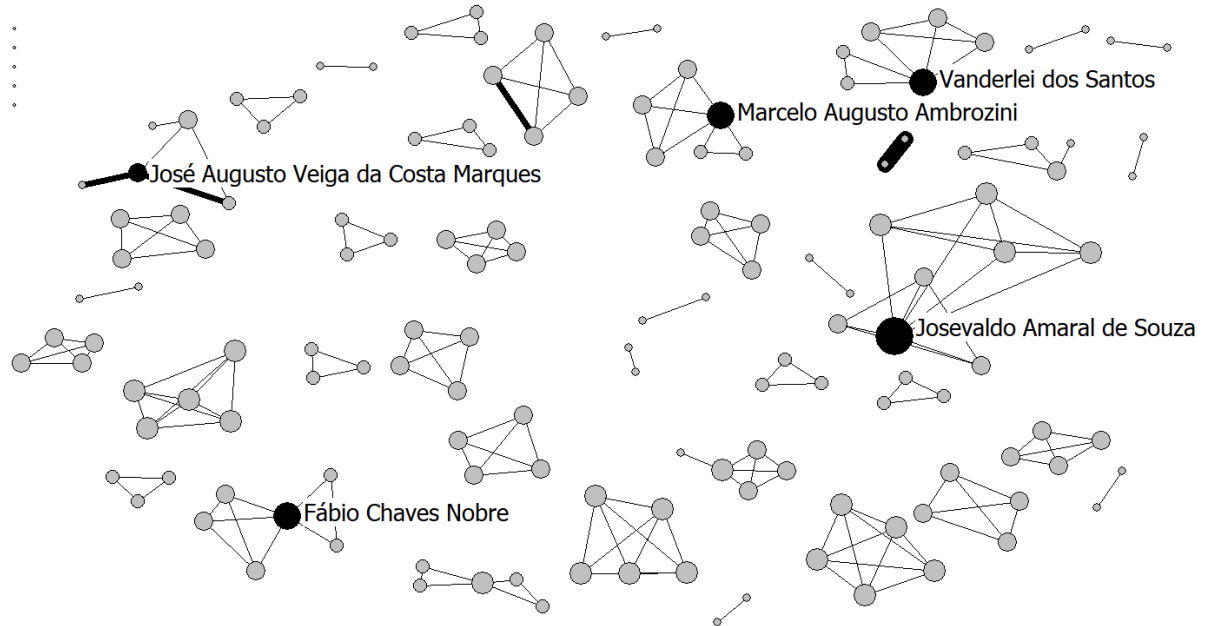 Vanderlei dos Santos
Marcelo Augusto Ambrozini
José Augusto Veiga da Costa Marques
Josevaldo Amaral de Souza
Fábio Chaves Nobre